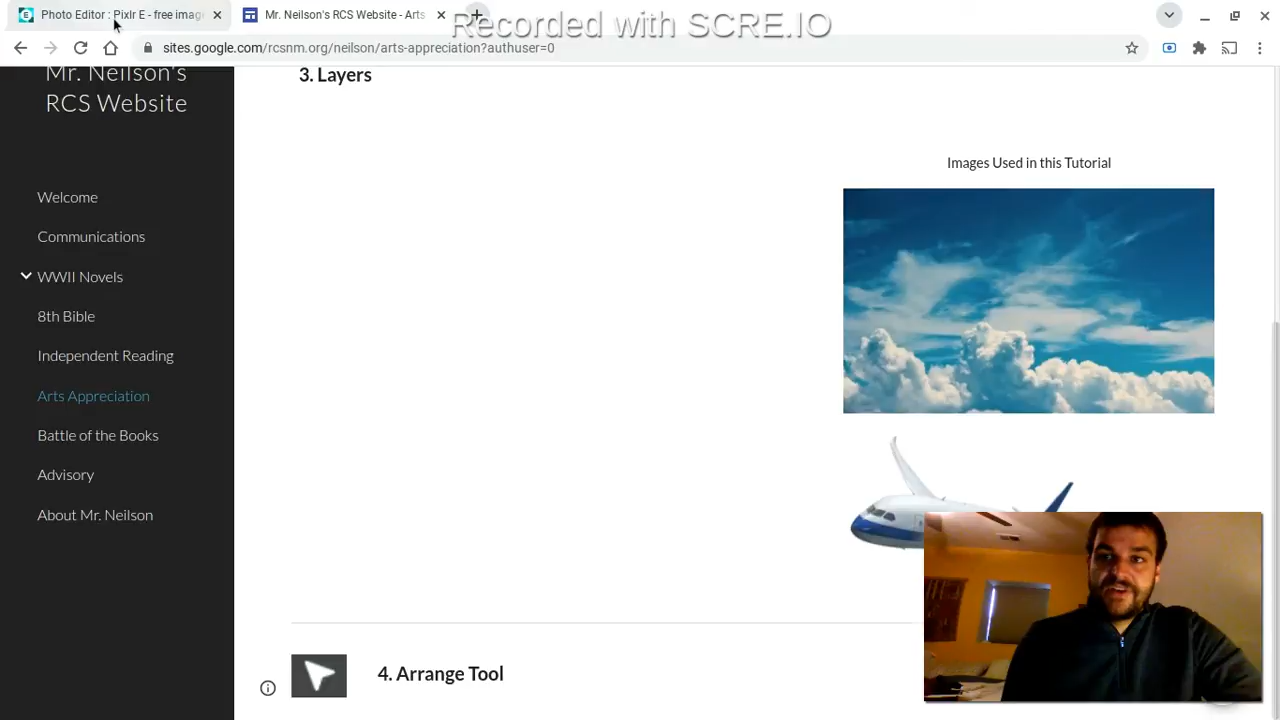 Photo Editor : Pixlr E - free imag
Mr. Neilson's RCS Website - Arts
Recorded with SCRE.IO
sites.google.com/rcsnm.org/neilson/arts-appreciation?authuser=0
Mr. Neilson's
RCS Website
Welcome
Communications
WWII Novels
8th Bible
Independent Reading
Arts Appreciation
Battle of the Books
Advisory
About Mr. Neilson
3. Layers
Images Used in this Tutorial
4. Arrange Tool